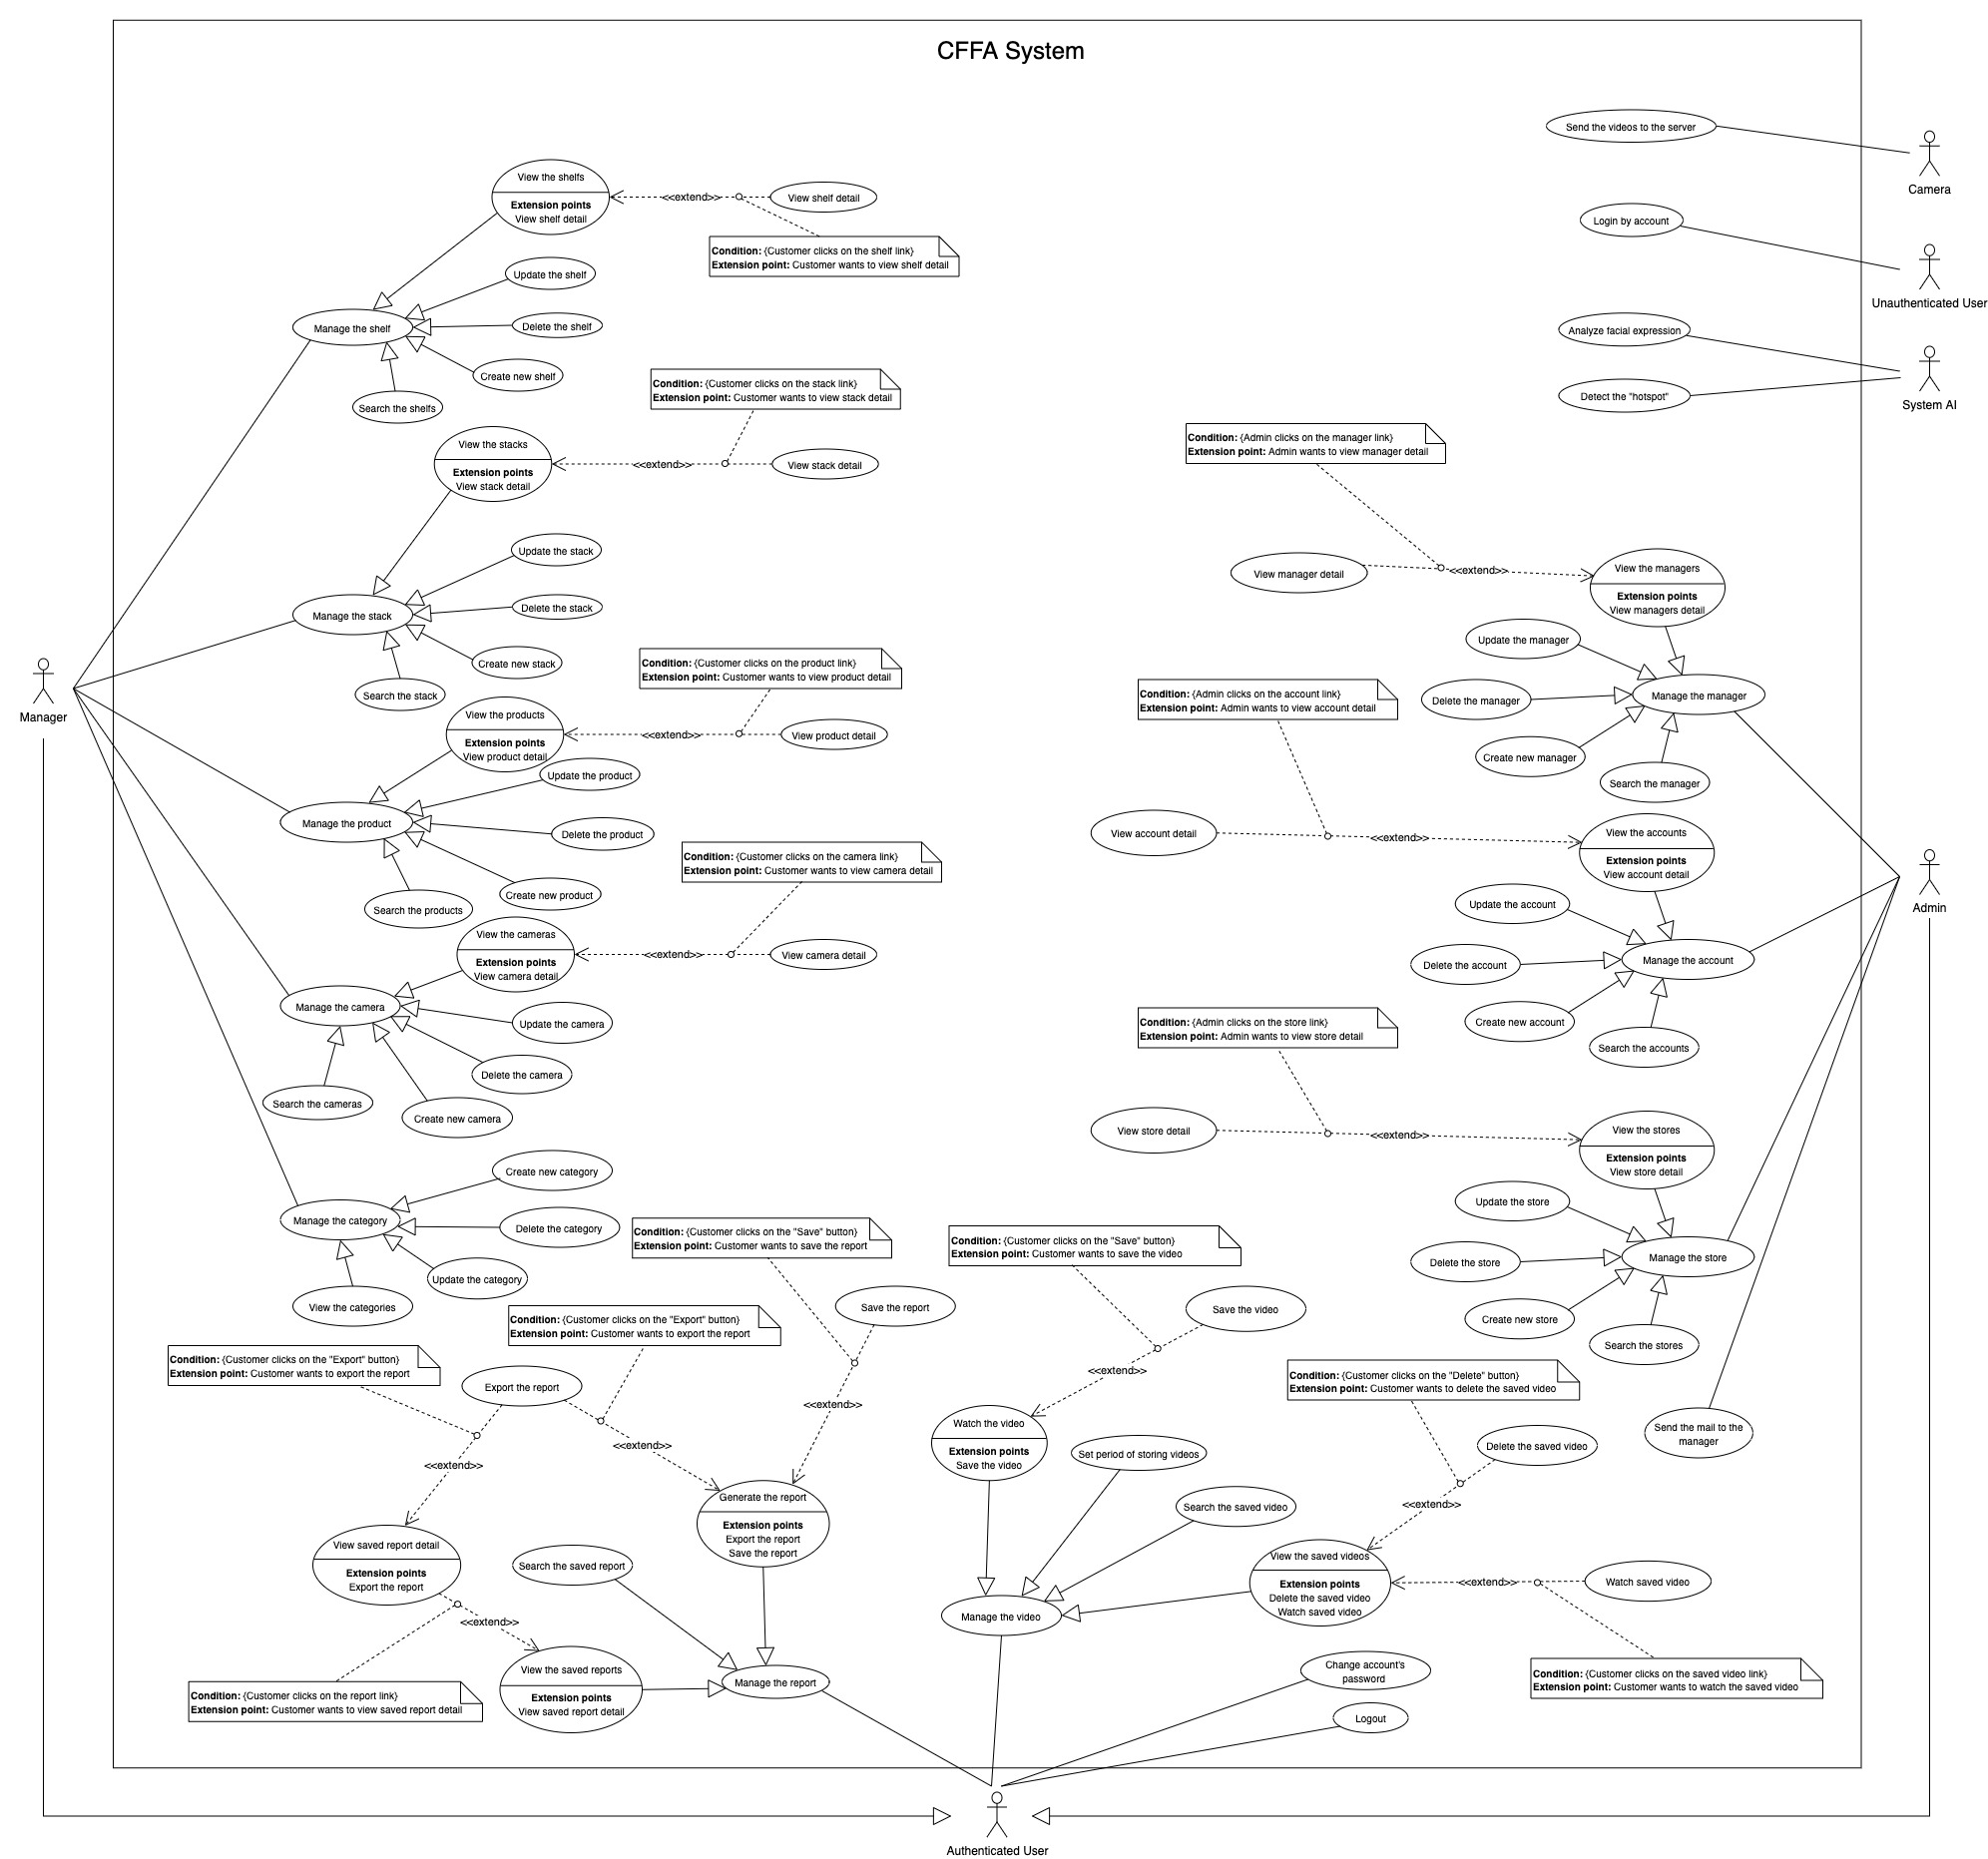 CFFA System
Send the videos to the server
Camera
Login by account
Unauthenticated User
Analyze facial expression
Detect the "hotspot"
System AI
View the shelfs
Extension points
View shelf detail
<<extend>>
View shelf detail
Condition: {Customer clicks on the shelf link}
Extension point: Customer wants to view shelf detail
Update the shelf
Manage the shelf
Delete the shelf
Create new shelf
Search the shelfs
Condition: {Customer clicks on the stack link}
Extension point: Customer wants to view stack detail
View the stacks
Extension points
View stack detail
<<extend>>
View stack detail
Update the stack
Manage the stack
Delete the stack
Create new stack
Search the stack
Manager
Condition: {Customer clicks on the product link}
Extension point: Customer wants to view product detail
View the products
Extension points
View product detail
<<extend>>
View product detail
Update the product
Manage the product
Delete the product
Create new product
Search the products
Condition: {Customer clicks on the camera link}
Extension point: Customer wants to view camera detail
View the cameras
Extension points
View camera detail
<<extend>>
View camera detail
Manage the camera
Update the camera
Delete the camera
Search the cameras
Create new camera
Create new category
Manage the category
Delete the category
Update the category
View the categories
Condition: {Admin clicks on the manager link}
Extension point: Admin wants to view manager detail
View manager detail
<<extend>>
View the managers
Extension points
View managers detail
Update the manager
Manage the manager
Delete the manager
Create new manager
Search the manager
Condition: {Admin clicks on the account link}
Extension point: Admin wants to view account detail
View account detail
<<extend>>
View the accounts
Extension points
View account detail
Admin
Update the account
Manage the account
Delete the account
Create new account
Search the accounts
Condition: {Admin clicks on the store link}
Extension point: Admin wants to view store detail
View store detail
<<extend>>
View the stores
Extension points
View store detail
Update the store
Manage the store
Delete the store
Create new store
Search the stores
Send the mail to the
manager
Condition: {Customer clicks on the "Save" button}
Extension point: Customer wants to save the report
Save the report
<<extend>>
Condition: {Customer clicks on the "Export" button}
Extension point: Customer wants to export the report
Condition: {Customer clicks on the "Export" button}
Extension point: Customer wants to export the report
Export the report
<<extend>>
<<extend>>
Generate the report
Extension points
Export the report
Save the report
View saved report detail
Extension points
Export the report
Search the saved report
<<extend>>
View the saved reports
Extension points
View saved report detail
Manage the report
Condition: {Customer clicks on the report link}
Extension point: Customer wants to view saved report detail
Condition: {Customer clicks on the "Save" button}
Extension point: Customer wants to save the video
Save the video
<<extend>>
Watch the video
Extension points
Save the video
Set period of storing videos
Search the saved video
Condition: {Customer clicks on the "Delete" button}
Extension point: Customer wants to delete the saved video
Delete the saved video
<<extend>>
View the saved videos
Extension points
Delete the saved video
Watch saved video
<<extend>>
Watch saved video
Manage the video
Condition: {Customer clicks on the saved video link}
Extension point: Customer wants to watch the saved video
Change account's
password
Logout
Authenticated User